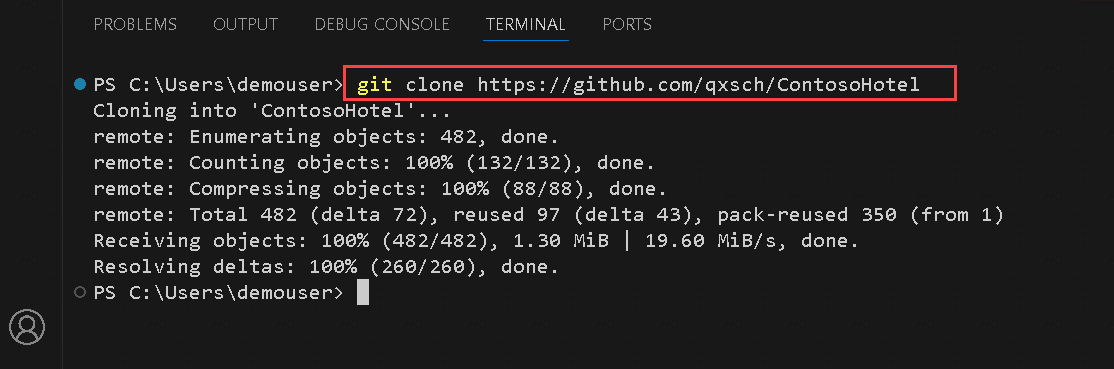 PROBLEMS OUTPUT DEBUG CONSOLE TERMINAL PORTS
PS C:\Users\demouser> git clone https://github.com/qxsch/ContosoHotel
Cloning into 'ContosoHotel'...
remote: Enumerating objects: 482, done.
remote: Counting objects: 100% (132/132), done.
remote: Compressing objects: 100% (88/88), done.
remote: Total 482 (delta 72), reused 97 (delta 43), pack-reused 350 (from 1)
Receiving objects: 100% (482/482), 1.30 MiB | 19.60 MiB/s, done.
Resolving deltas: 100% (260/260), done.
PS C:\Users\demouser>